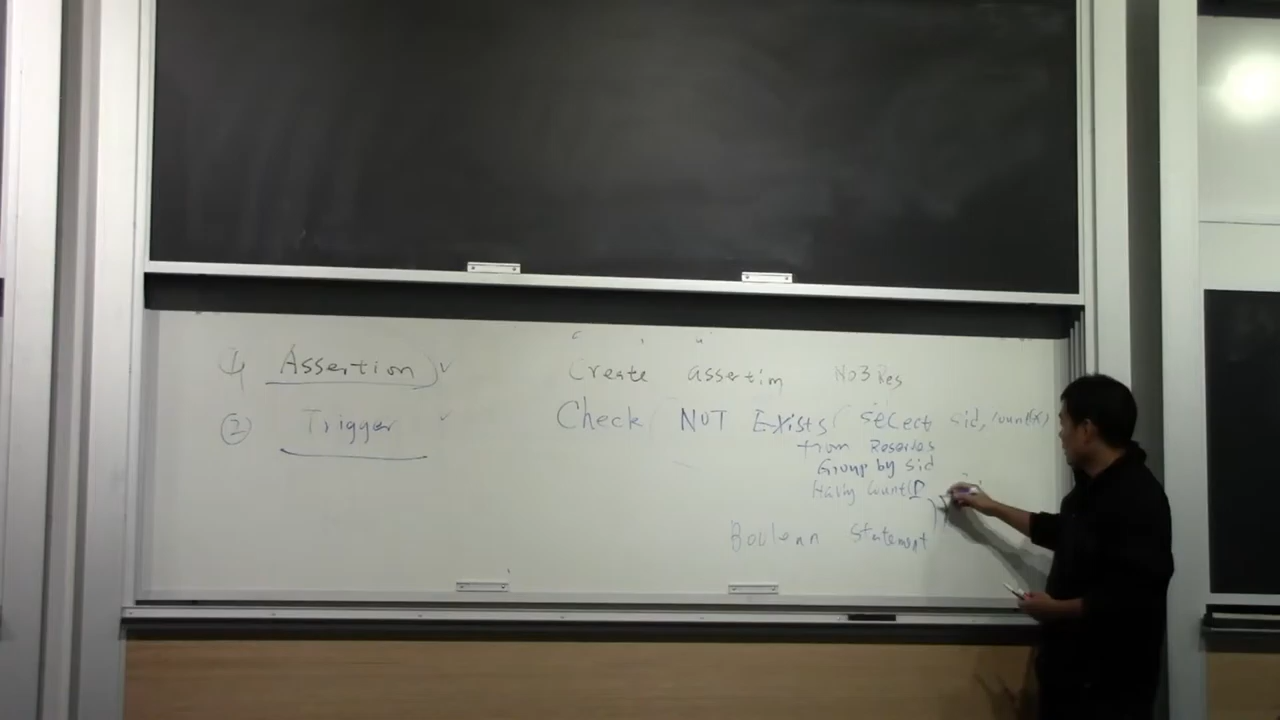 ① Assertion ✓
② Trigger ✓
Create assertion No3Res
Check ( NOT Exists ( select sid, count(*)
from Reserves
Group by sid
Having count(
))
Boolean Statement